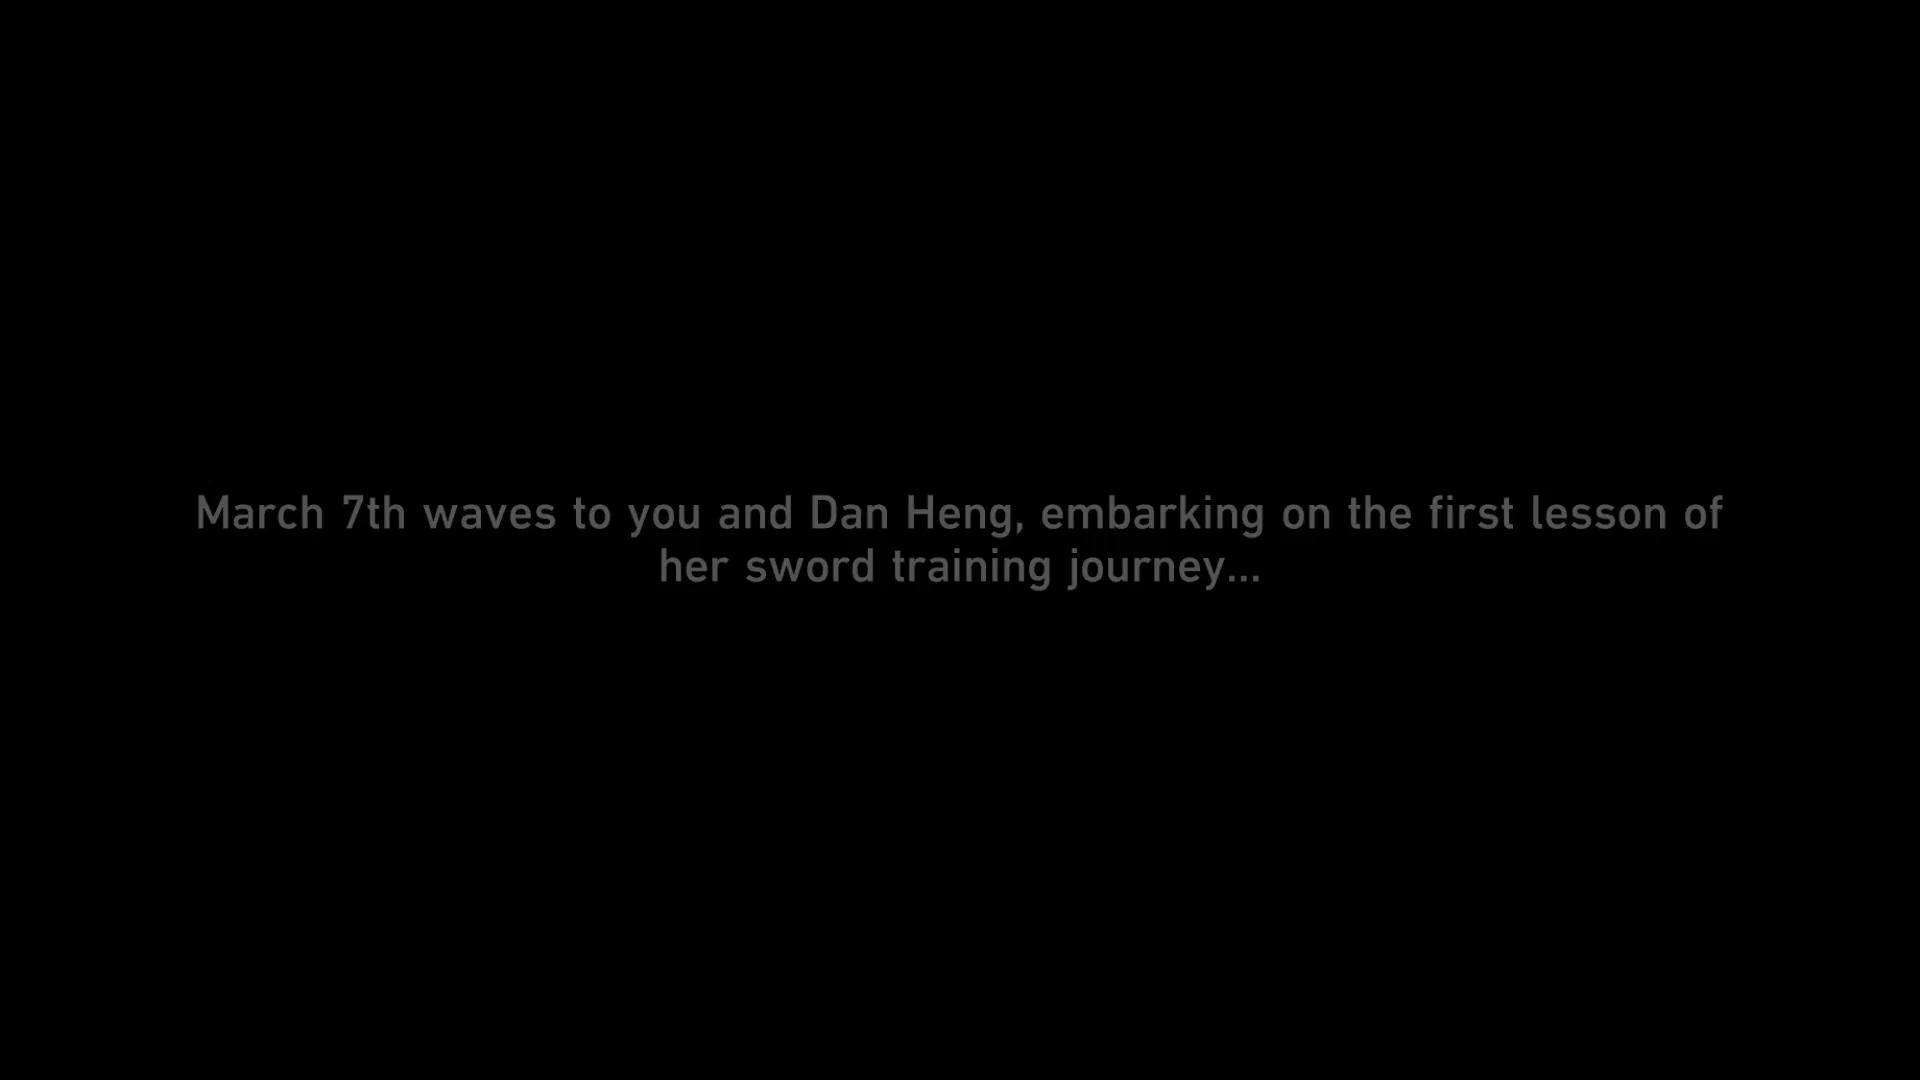 March 7th waves to you and Dan Heng, embarking on the first lesson of
her sword training journey...